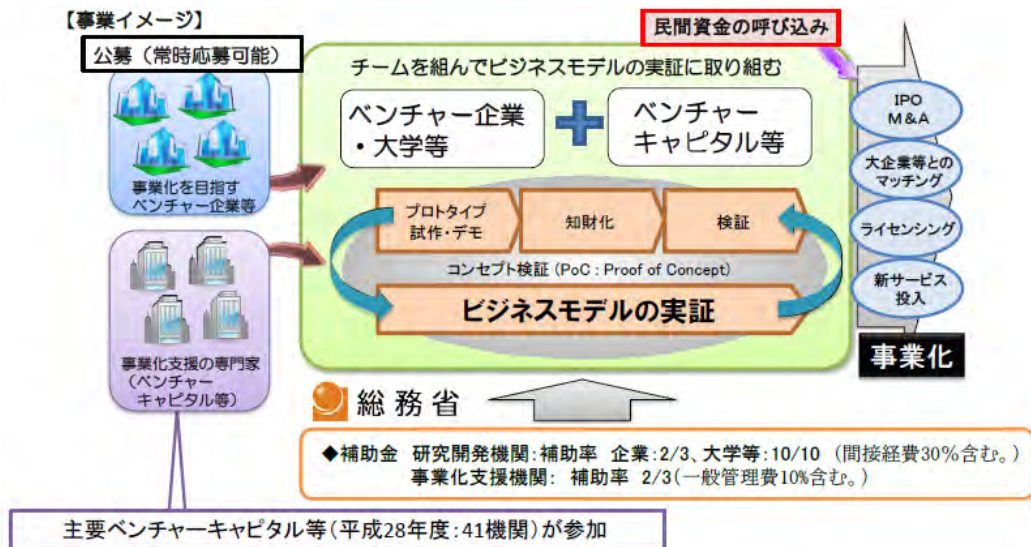 【事業イメージ】
公募（常時応募可能）
民間資金の呼び込み
チームを組んでビジネスモデルの実証に取り組む
ベンチャー企業
・大学等
ベンチャー
キャピタル等
事業化を目指す
ベンチャー企業等
プロトタイプ
試作・デモ
知財化
検証
コンセプト検証（PoC：Proof of Concept）
ビジネスモデルの実証
IPO
M＆A
大企業等との
マッチング
ライセンシング
新サービス
投入
事業化
事業化支援の専門家
（ベンチャー
キャピタル等）
総務省
◆補助金 研究開発機関：補助率 企業：2/3、大学等：10/10 （間接経費30％含む。）
事業化支援機関： 補助率 2/3（一般管理費10%含む。）
主要ベンチャーキャピタル等（平成28年度：41機関）が参加